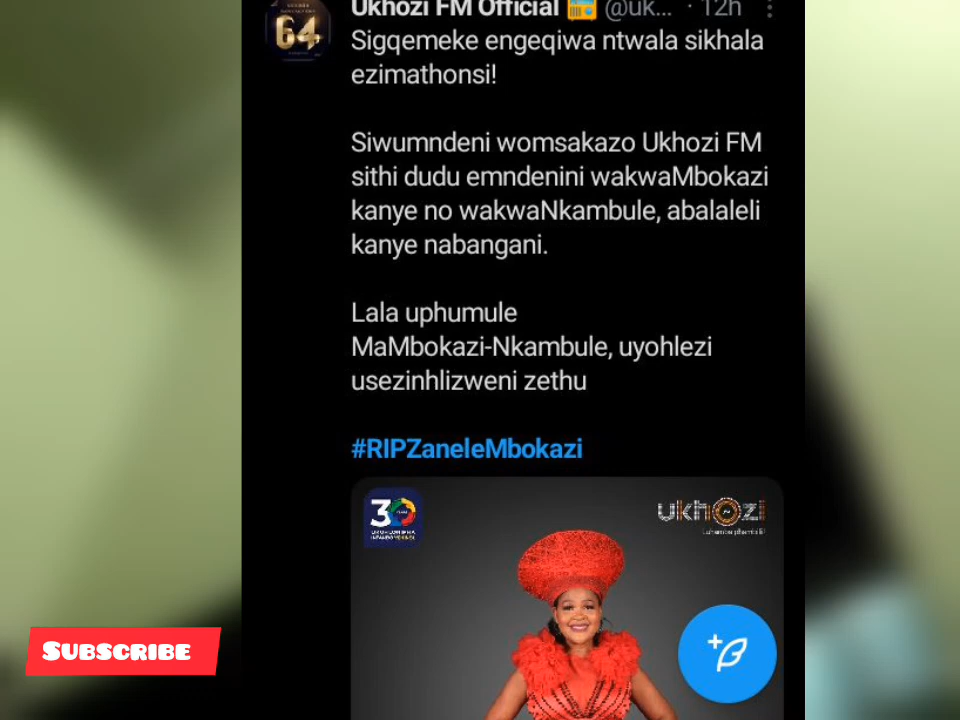 64
Ukhozi FM Official @uk... · 12h
Sigqemeke engeqiwa ntwala sikhala
ezimathonsi!
Siwumndeni womsakazo Ukhozi FM
sithi dudu emndenini wakwaMbokazi
kanye no wakwaNkambule, abalaleli
kanye nabangani.
Lala uphumule
MaMbokazi-Nkambule, uyohlezi
usezinhlizweni zethu
#RIPZaneleMbokazi
30
ukhozi
SUBSCRIBE